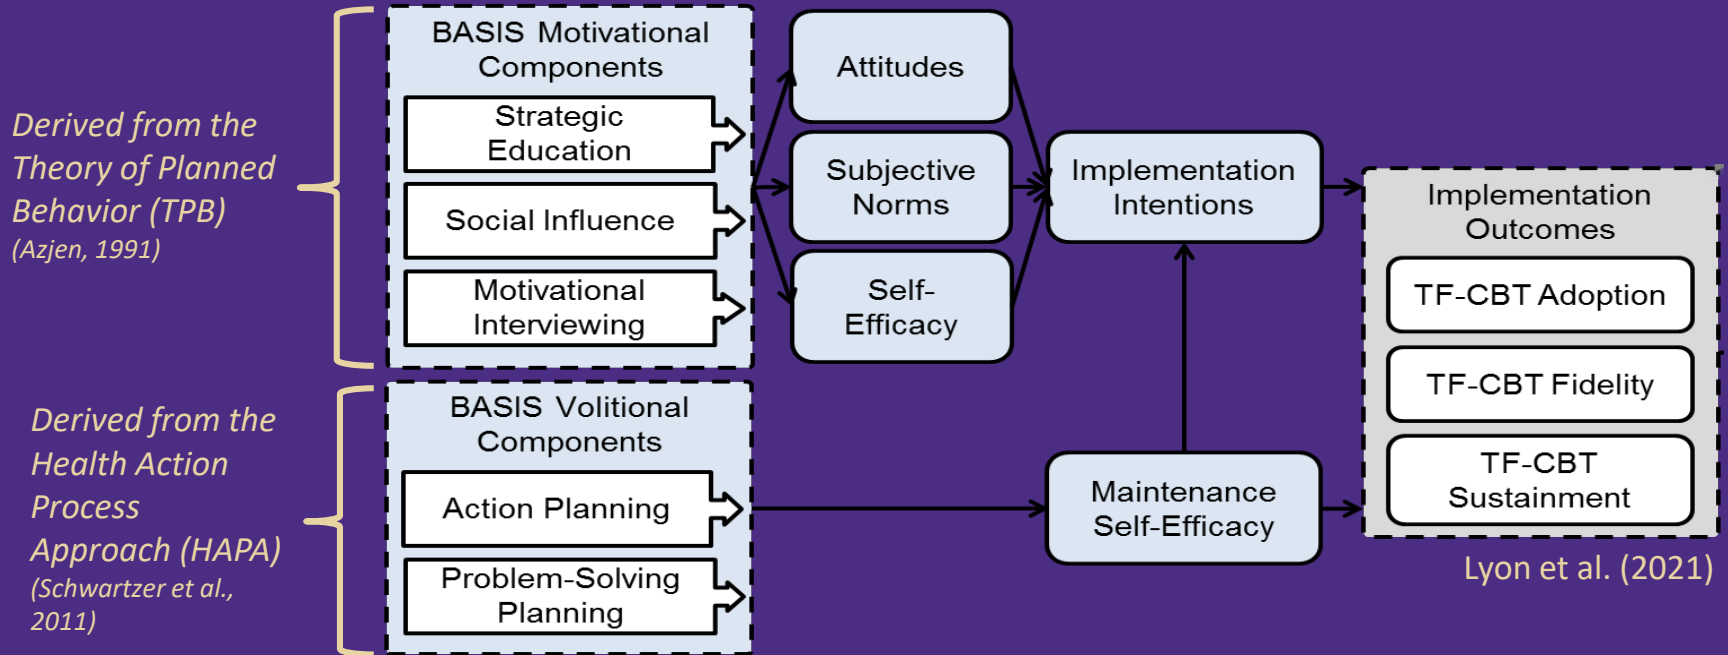 Derived from the
Theory of Planned
Behavior (TPB)
(Azjen, 1991)
BASIS Motivational
Components
Strategic
Education
Social Influence
Motivational
Interviewing
Attitudes
Subjective
Norms
Self-
Efficacy
Implementation
Intentions
Implementation
Outcomes
TF-CBT Adoption
TF-CBT Fidelity
TF-CBT
Sustainment
Derived from the
Health Action
Process
Approach (HAPA)
(Schwartzer et al.,
2011)
BASIS Volitional
Components
Action Planning
Problem-Solving
Planning
Maintenance
Self-Efficacy
Lyon et al. (2021)